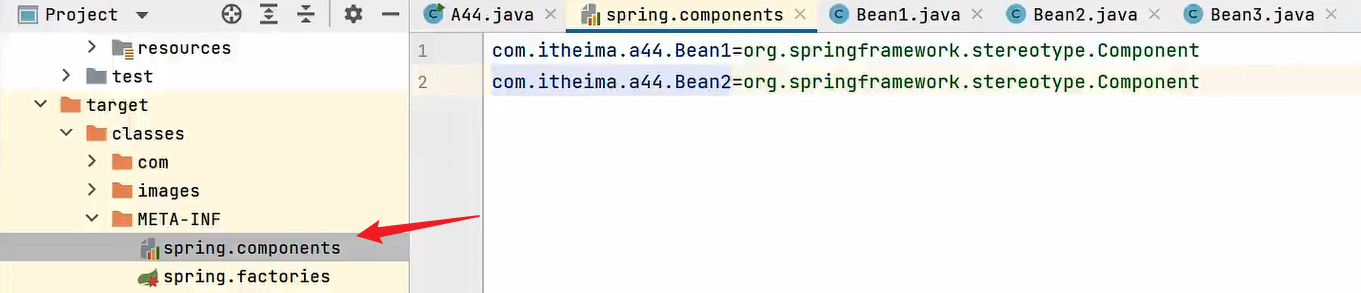 Project
A44.java
spring.components
Bean1.java
Bean2.java
Bean3.java
resources
test
target
classes
com
images
META-INF
spring.components
spring.factories
1 com.itheima.a44.Bean1=org.springframework.stereotype.Component
2 com.itheima.a44.Bean2=org.springframework.stereotype.Component